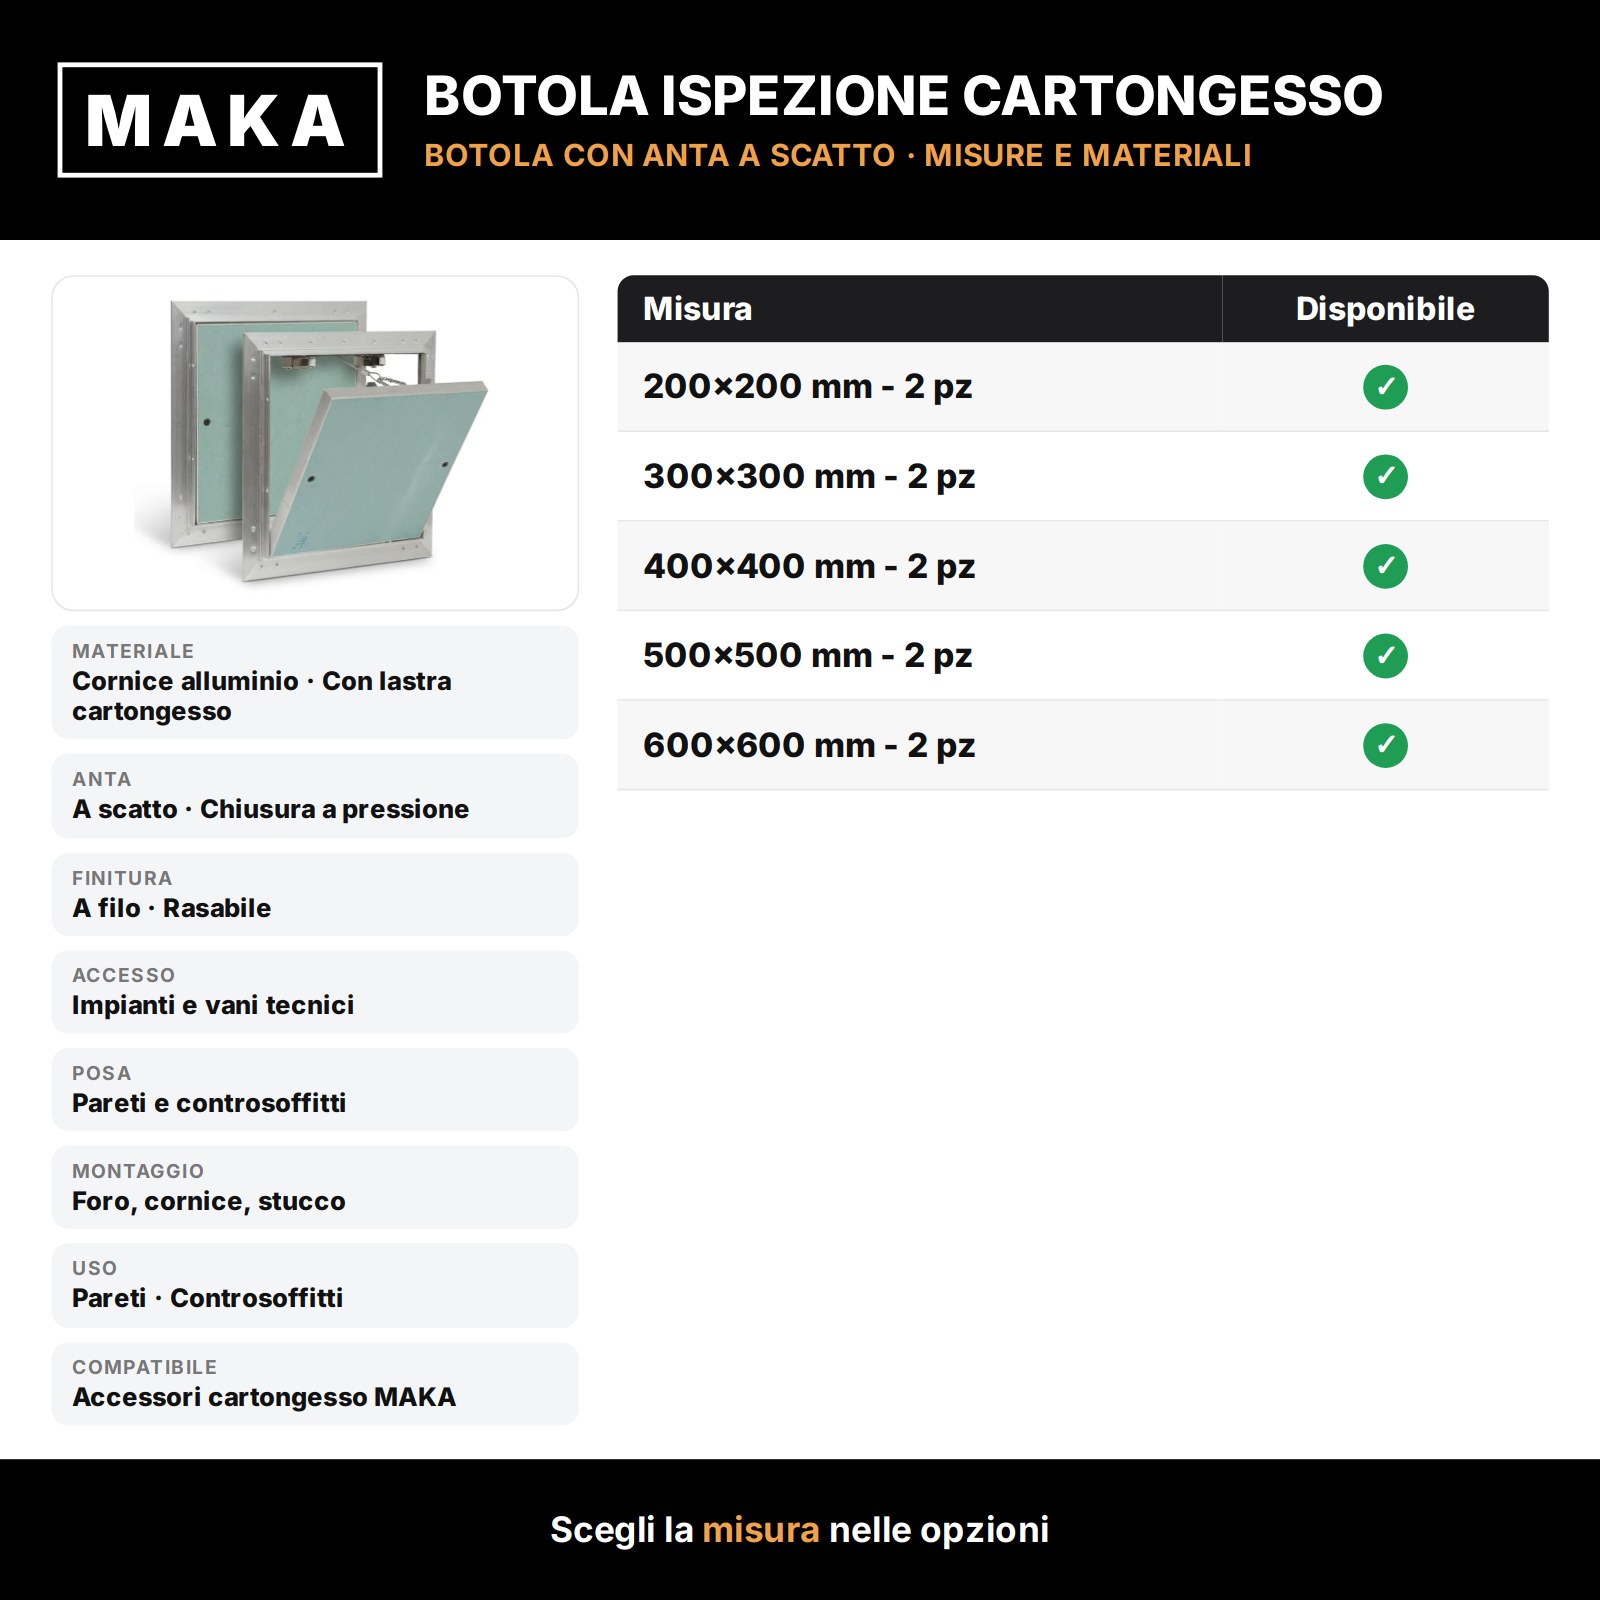 MAKA
BOTOLA ISPEZIONE CARTONGESSO
BOTOLA CON ANTA A SCATTO · MISURE E MATERIALI
MATERIALE
Cornice alluminio · Con lastra
cartongesso
ANTA
A scatto · Chiusura a pressione
FINITURA
A filo · Rasabile
ACCESSO
Impianti e vani tecnici
POSA
Pareti e controsoffitti
MONTAGGIO
Foro, cornice, stucco
USO
Pareti · Controsoffitti
COMPATIBILE
Accessori cartongesso MAKA
Misura Disponibile
200×200 mm - 2 pz ✓
300×300 mm - 2 pz ✓
400×400 mm - 2 pz ✓
500×500 mm - 2 pz ✓
600×600 mm - 2 pz ✓
Scegli la misura nelle opzioni